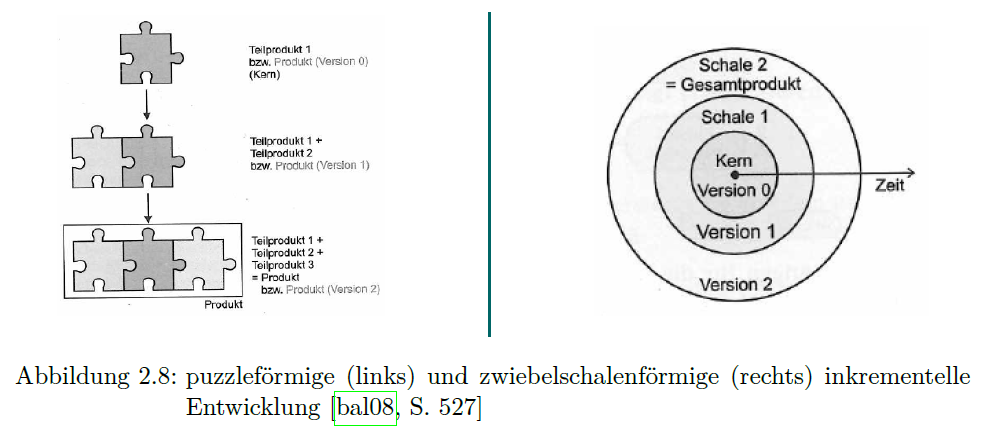 Teilprodukt 1
bzw. Produkt (Version 0)
(Kern)
Teilprodukt 1 +
Teilprodukt 2
bzw. Produkt (Version 1)
Teilprodukt 1 +
Teilprodukt 2 +
Teilprodukt 3
= Produkt
bzw. Produkt (Version 2)
Produkt
Schale 2
= Gesamtprodukt
Schale 1
Kern
Version 0
Zeit
Version 1
Version 2
Abbildung 2.8: puzzleförmige (links) und zwiebelschalenförmige (rechts) inkrementelle
Entwicklung [bal08, S. 527]